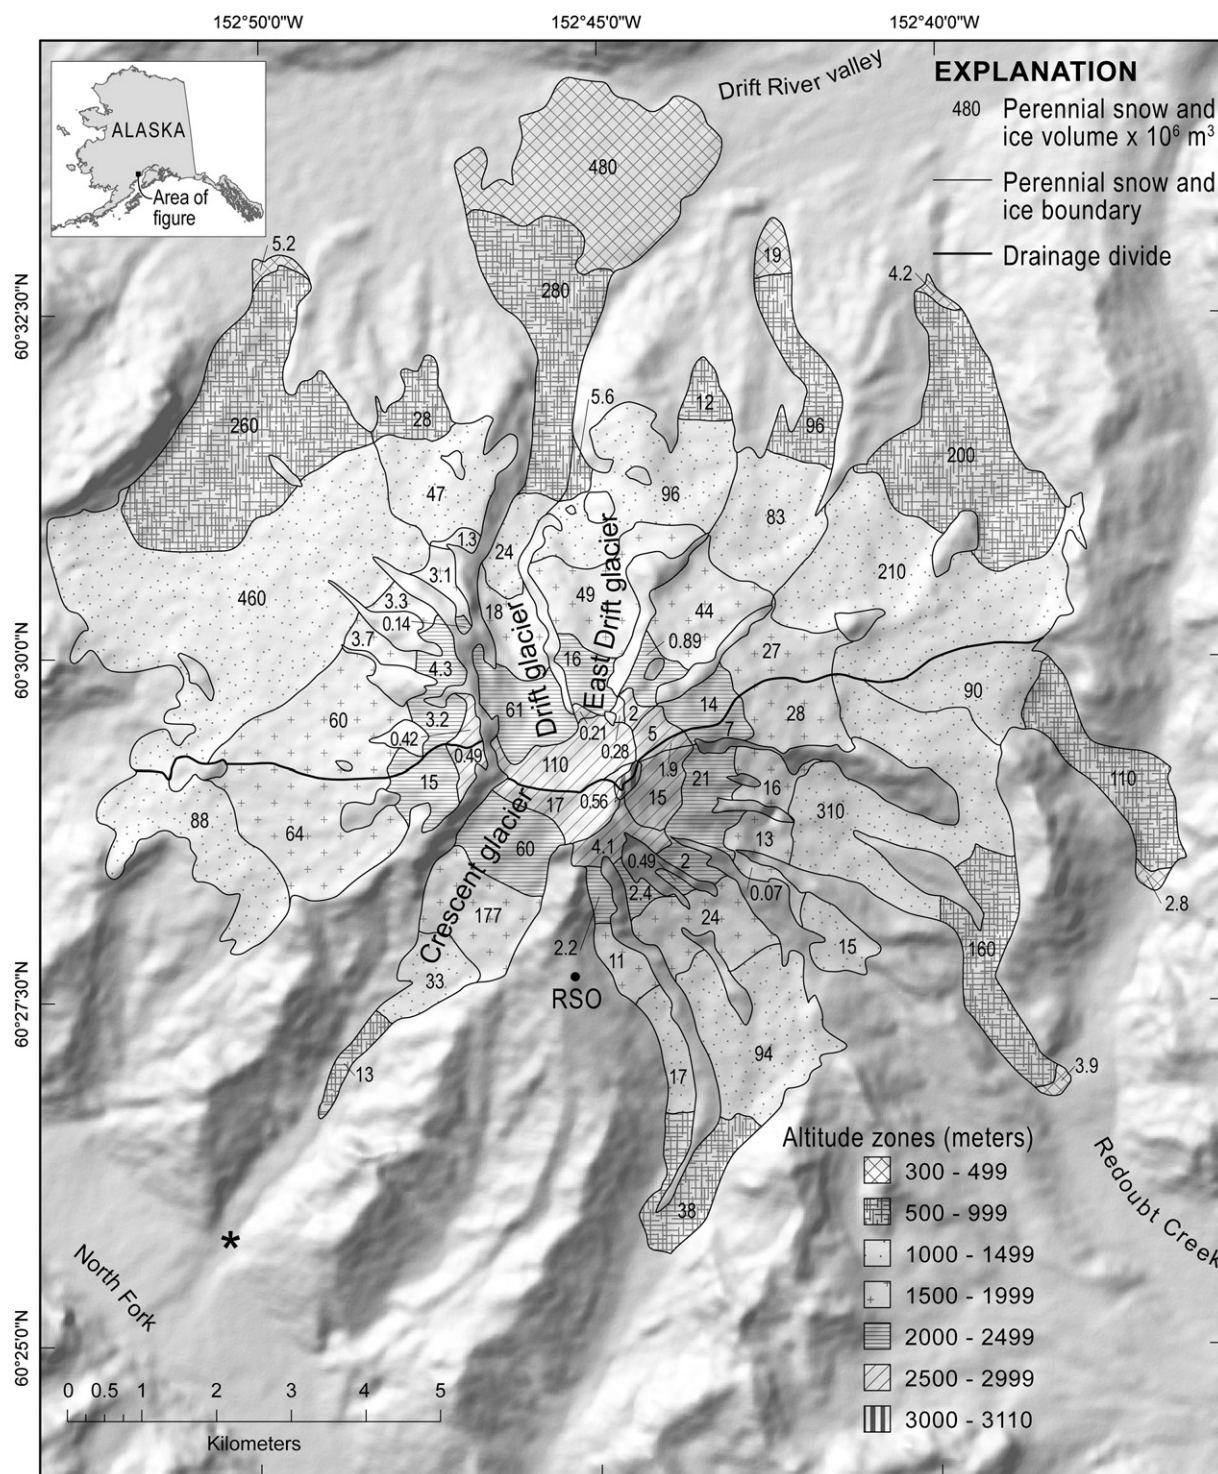 152°50'0"W
152°45'0"W
152°40'0"W
Drift River valley
EXPLANATION
480 Perennial snow and
ice volume x 10⁶ m³
Perennial snow and
ice boundary
Drainage divide
ALASKA
Area of
figure
60°32'30"N
60°30'0"N
60°27'30"N
60°25'0"N
480
5.2
19
4.2
280
5.6
12
260
28
96
200
47
96
83
1.3
24
210
3.1
49
44
460
3.3
18
0.14
0.89
3.7
27
16
4.3
Drift glacier
East Drift glacier
90
60
61
14
28
3.2
2
0.21
5
7
0.42
0.28
0.49
110
110
1.9
21
15
16
17
0.56
15
310
88
64
13
60
4.1
0.49
2
0.07
2.4
2.8
Crescent glacier
177
24
15
160
2.2
11
33
RSO
94
13
17
3.9
38
Altitude zones (meters)
300 - 499
500 - 999
1000 - 1499
1500 - 1999
2000 - 2499
2500 - 2999
3000 - 3110
Redoubt Creek
*
North Fork
0 0.5 1 2 3 4 5
Kilometers